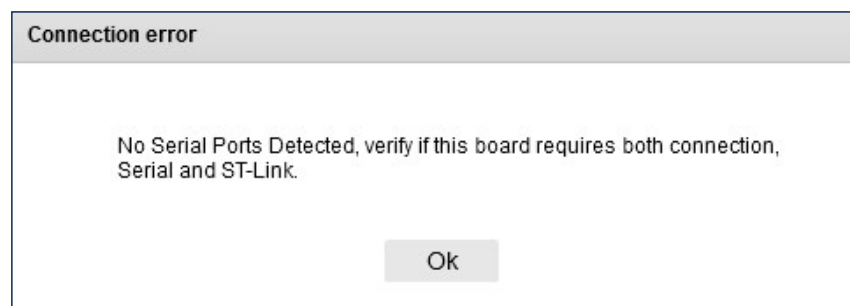 Connection error
No Serial Ports Detected, verify if this board requires both connection,
Serial and ST-Link.
Ok